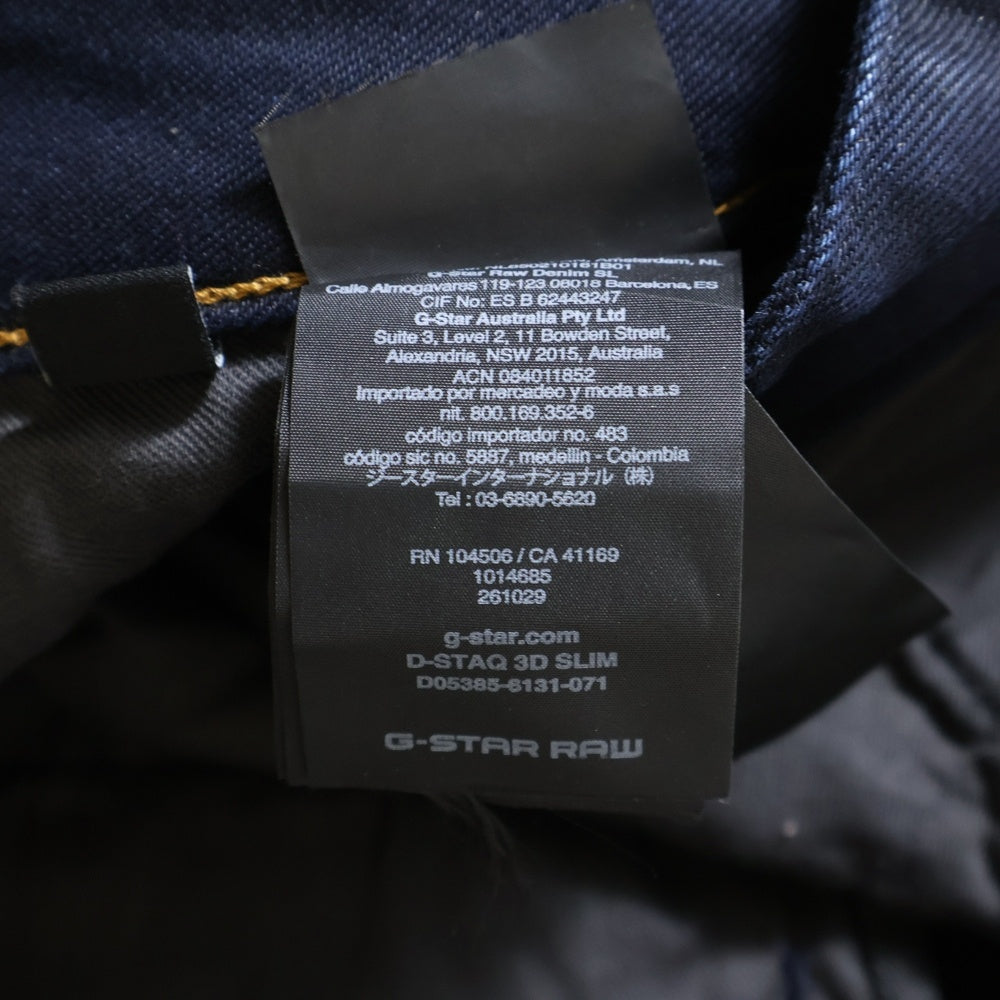 Amsterdam, NL
G-Star Raw Denim SL
Calle Almogavares 119-123 08018 Barcelona, ES
CIF No: ES B 62443247
G-Star Australia Pty Ltd
Suite 3, Level 2, 11 Bowden Street,
Alexandria, NSW 2015, Australia
ACN 084011852
Importado por mercadeo y moda s.a.s
nit. 800.169.352-6
código importador no. 483
código sic no. 5887, medellin - Colombia
ジースターインターナショナル（株）
Tel : 03-6890-5620
RN 104506 / CA 41169
1014685
261029
g-star.com
D-STAQ 3D SLIM
D05385-6131-071
G-STAR RAW